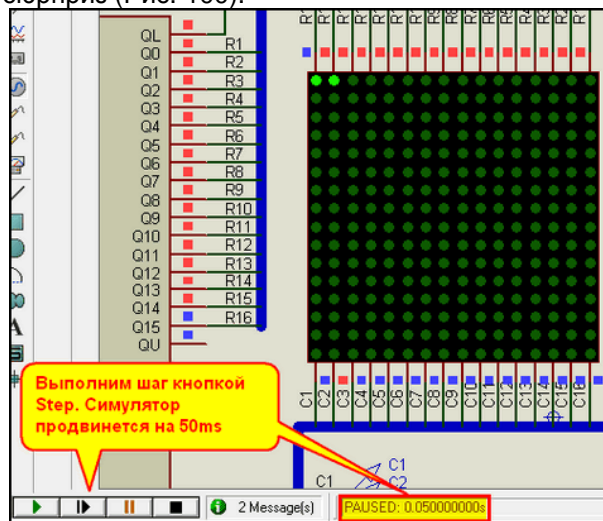 сюрприз (Рис. 106).
QL
Q0 R1
Q1 R2
Q2 R3
Q3 R4
Q4 R5
Q5 R6
Q6 R7
Q7 R8
Q8 R9
Q9 R10
Q10 R11
Q11 R12
Q12 R13
Q13 R14
Q14 R15
Q15 R16
QU
A
C1 C2 C3 C4 C5 C6 C7 C8 C9 C10 C11 C12 C13 C14 C15 C16
Выполним шаг кнопкой
Step. Симулятор
продвинется на 50ms
C1
C1
C2
2 Message(s)
PAUSED: 0.050000000s